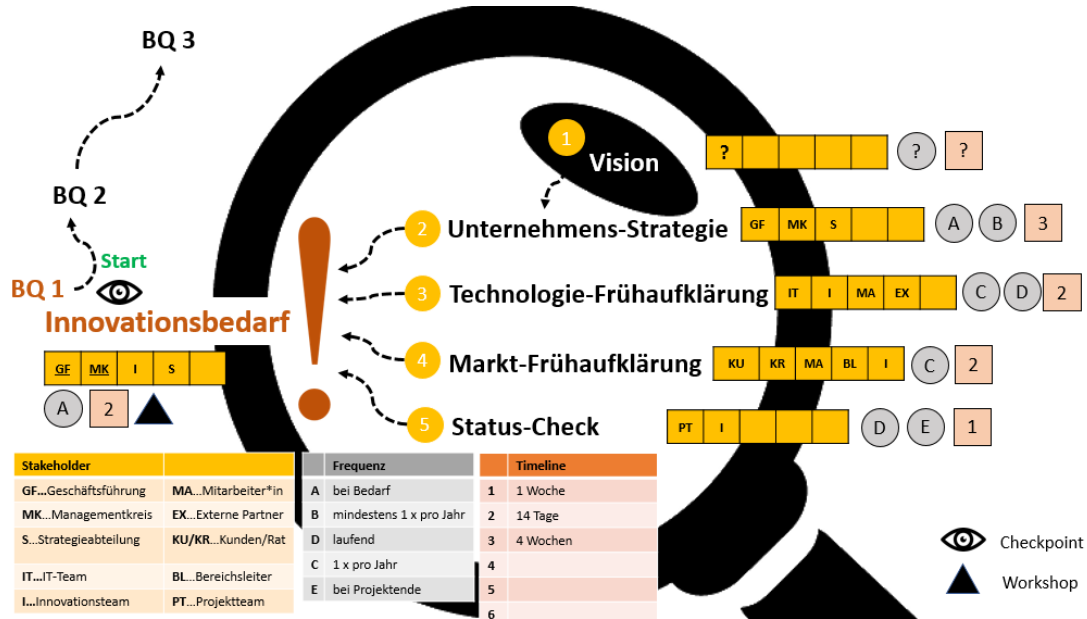 BQ 3
BQ 2
Start
BQ 1
Innovationsbedarf
GF MK I S
A 2
1 Vision
? ? ?
2 Unternehmens-Strategie GF MK S A B 3
3 Technologie-Frühaufklärung IT I MA EX C D 2
4 Markt-Frühaufklärung KU KR MA BL I C 2
5 Status-Check PT I D E 1
Stakeholder
GF...Geschäftsführung MA...Mitarbeiter*in
MK...Managementkreis EX...Externe Partner
S...Strategieabteilung KU/KR...Kunden/Rat
IT...IT-Team BL...Bereichsleiter
I...Innovationsteam PT...Projektteam
Frequenz
A bei Bedarf
B mindestens 1 x pro Jahr
D laufend
C 1 x pro Jahr
E bei Projektende
Timeline
1 1 Woche
2 14 Tage
3 4 Wochen
4
5
6
Checkpoint
Workshop